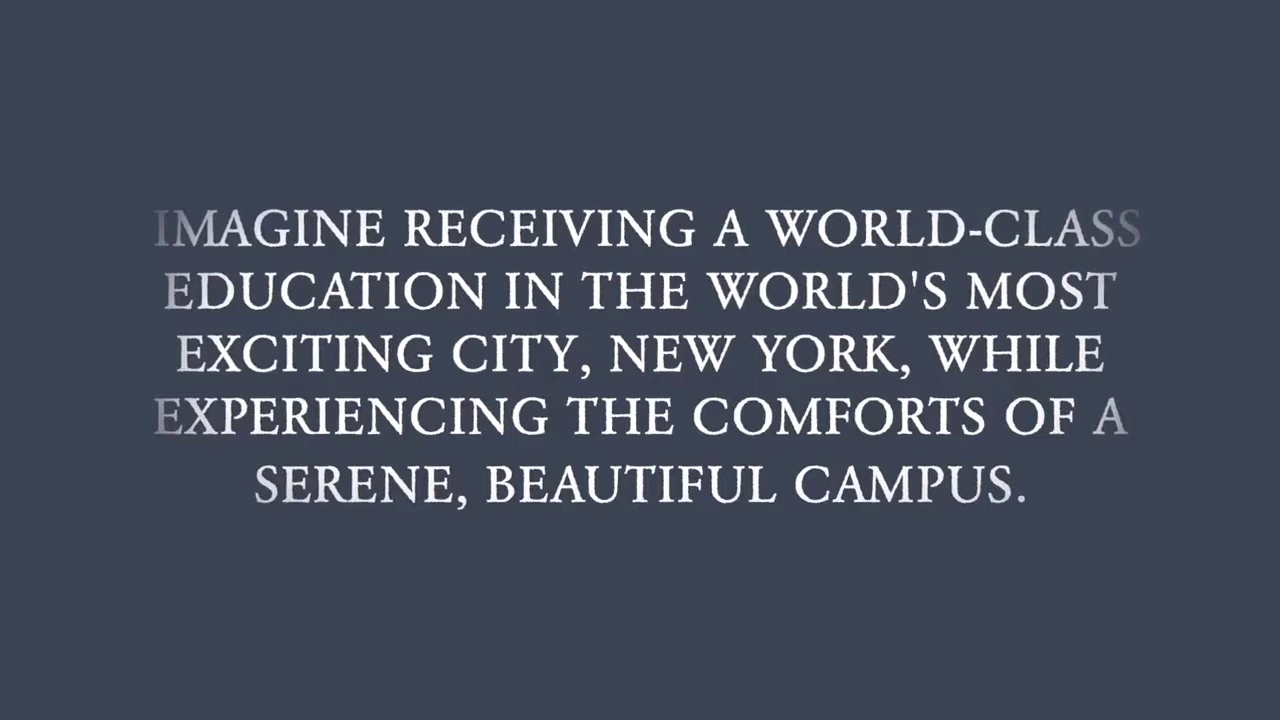 IMAGINE RECEIVING A WORLD-CLASS
EDUCATION IN THE WORLD'S MOST
EXCITING CITY, NEW YORK, WHILE
EXPERIENCING THE COMFORTS OF A
SERENE, BEAUTIFUL CAMPUS.